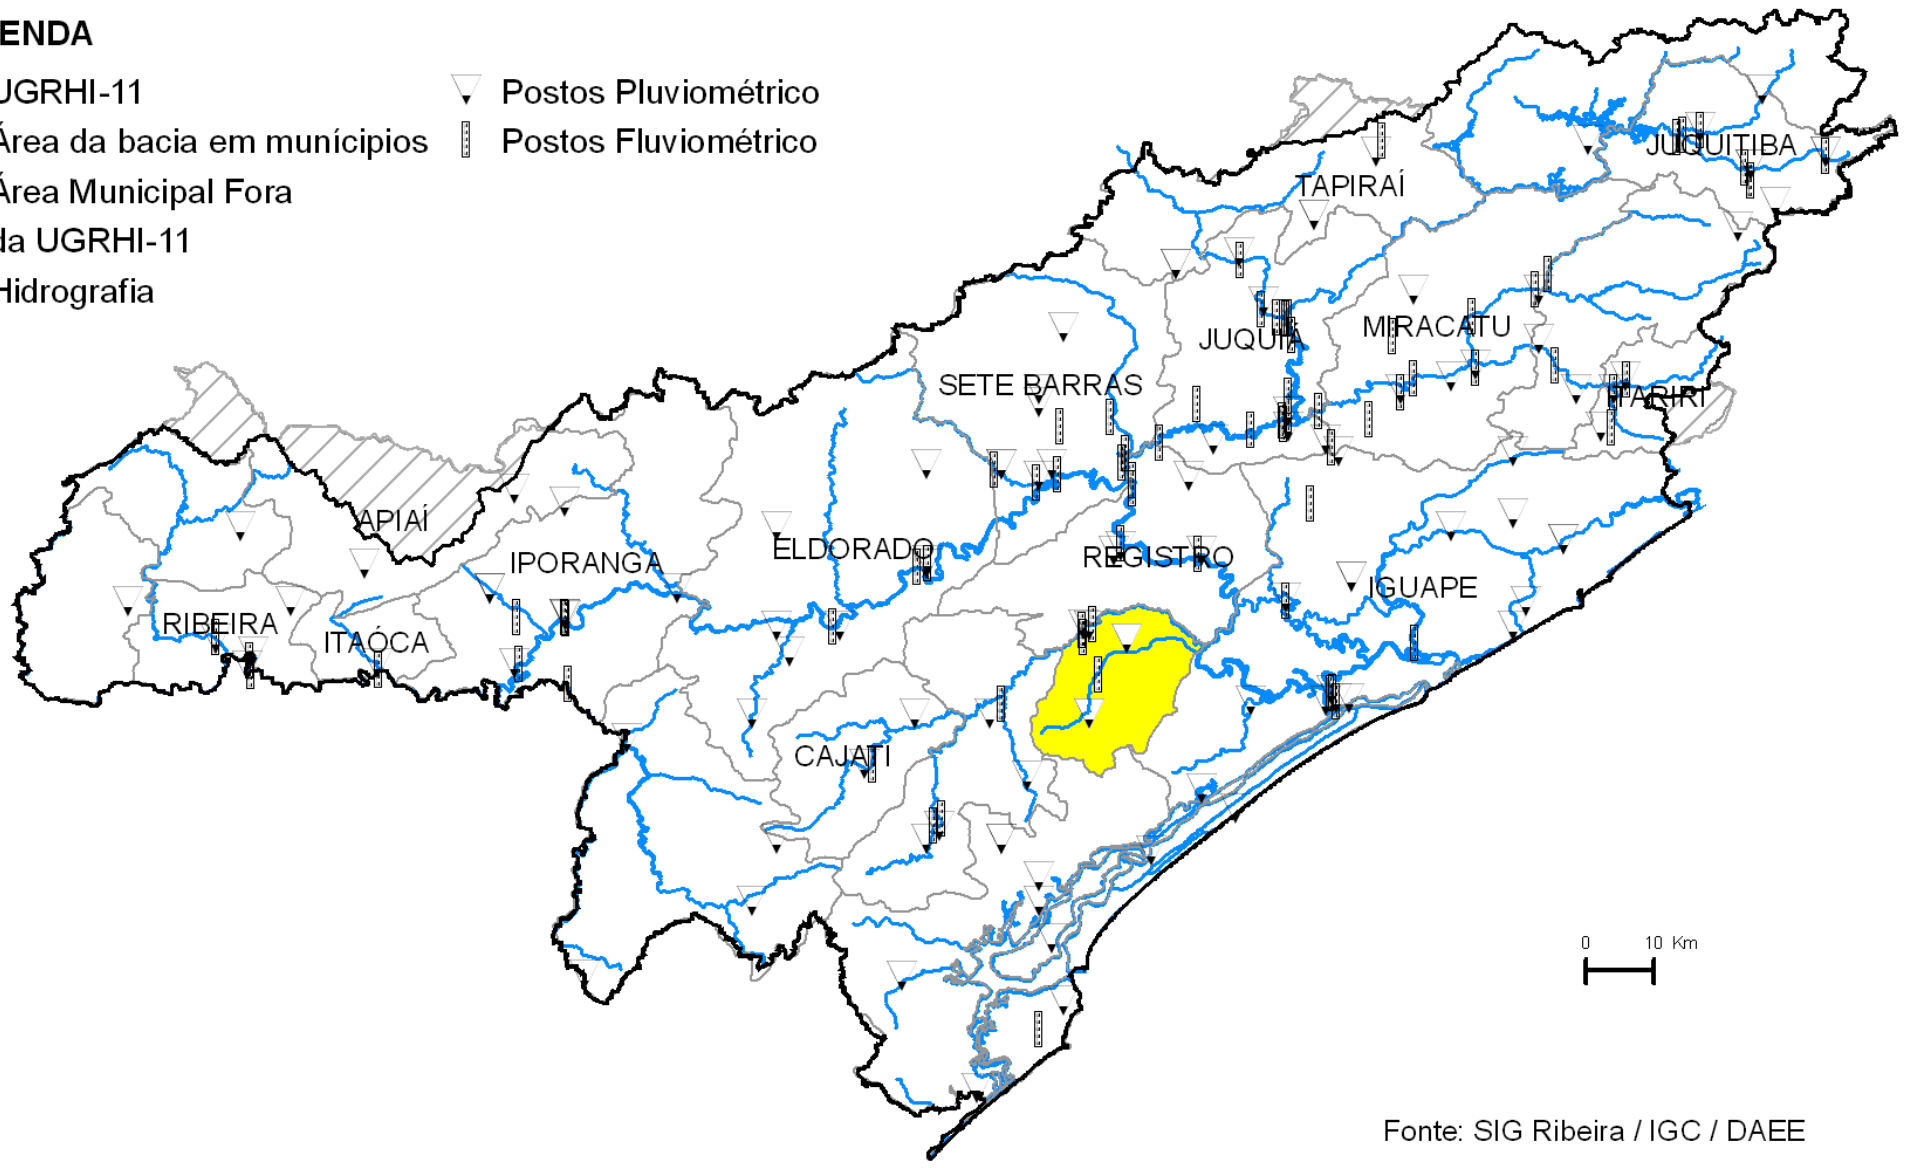 ENDA
UGRHI-11
Postos Pluviométrico
Área da bacia em munícipios
Postos Fluviométrico
Área Municipal Fora
da UGRHI-11
Hidrografia
JUQUITIBA
TAPIRAÍ
JUQUIÁ
MIRACATU
SETE BARRAS
ITARIRI
APIAÍ
IPORANGA
ELDORADO
REGISTRO
IGUAPE
RIBEIRA
ITAÓCA
CAJATI
0 10 Km
Fonte: SIG Ribeira / IGC / DAEE